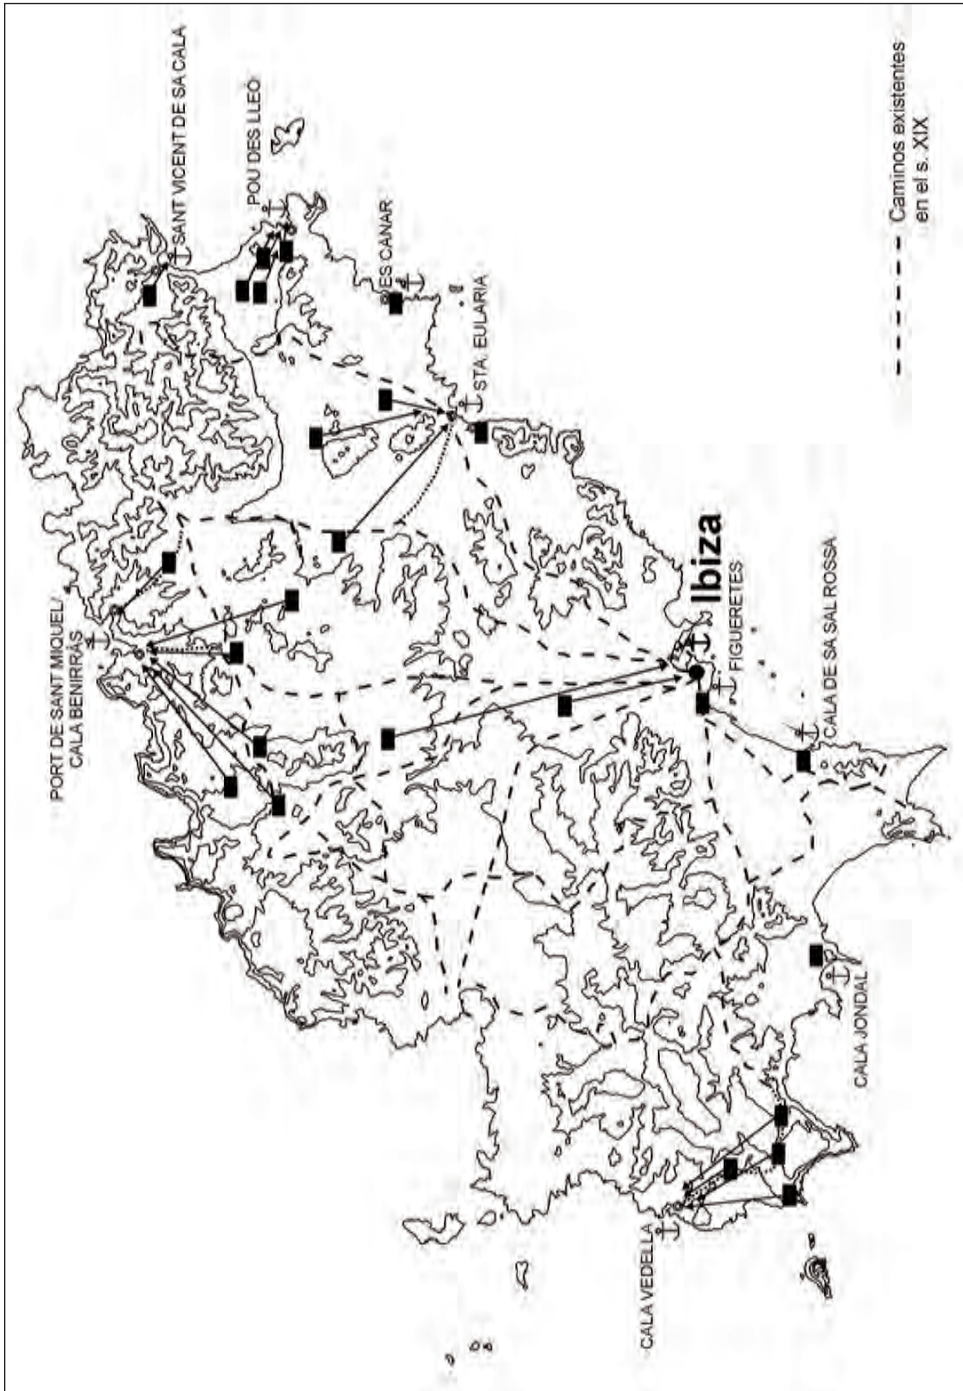 SANT VICENT DE SA CALA
POU DES LLEÓ
ES CANAR
STA. EULARIA
PORT DE SANT MIQUEL/
CALA BENIRRÁS
Ibiza
FIGUERETES
CALA DE SA SAL ROSSA
CALA JONDAL
CALA VEDELLA
Caminos existentes
en el s. XIX